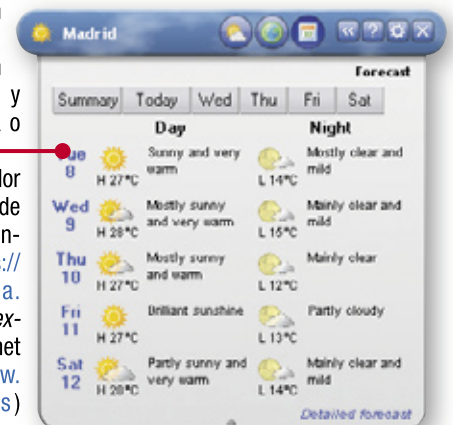 y
o
dor
de
en-
s://
a.
ex-
net
w.
s)
Madrid
Forecast
Summary Today Wed Thu Fri Sat
Day Night
Tue 8 H 27°C Sunny and very warm L 14°C Mostly clear and mild
Wed 9 H 28°C Mostly sunny and very warm L 15°C Mainly clear and mild
Thu 10 H 27°C Mostly sunny and warm L 12°C Mainly clear
Fri 11 H 27°C Brilliant sunshine L 13°C Partly cloudy
Sat 12 H 28°C Partly sunny and very warm L 14°C Mainly clear and mild
Detailed forecast